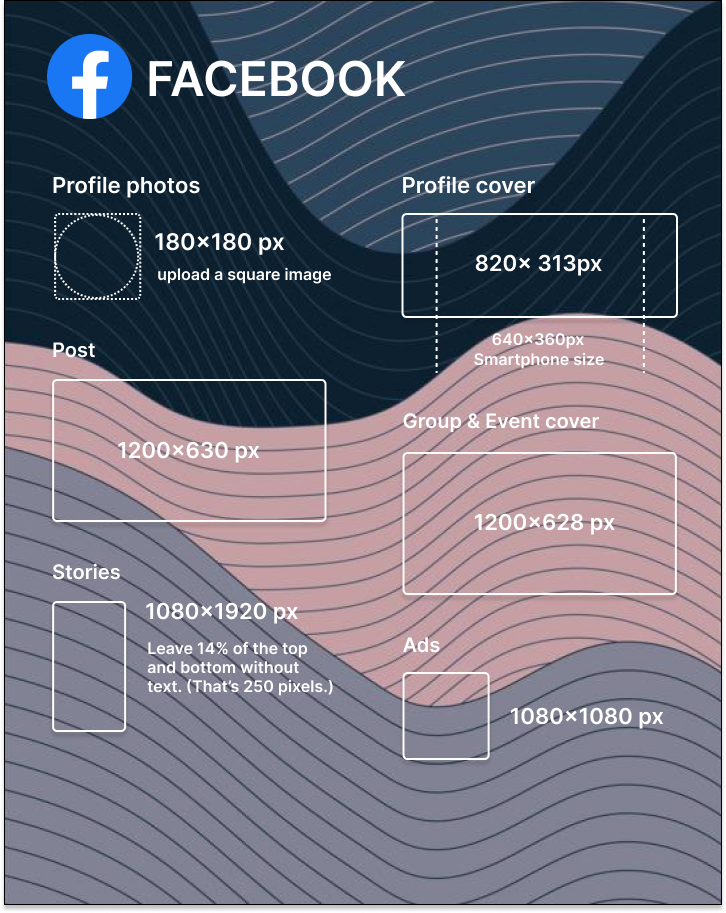 FACEBOOK
Profile photos
180×180 px
upload a square image
Profile cover
820× 313px
640×360px
Smartphone size
Post
1200×630 px
Group & Event cover
1200×628 px
Stories
1080×1920 px
Leave 14% of the top
and bottom without
text. (That's 250 pixels.)
Ads
1080×1080 px